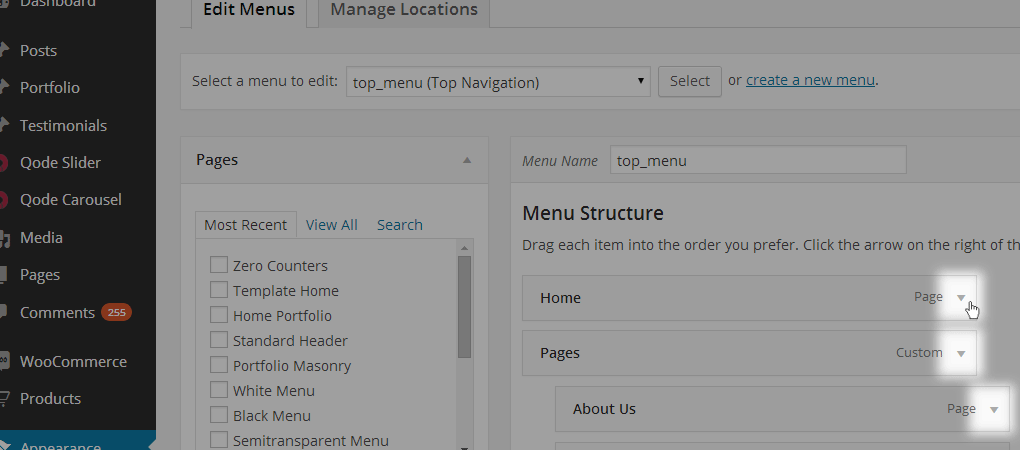 Dashboard
Posts
Portfolio
Testimonials
Qode Slider
Qode Carousel
Media
Pages
Comments 255
WooCommerce
Products
Appearance
Edit Menus Manage Locations
Select a menu to edit: top_menu (Top Navigation) Select or create a new menu.
Pages
Most Recent View All Search
Zero Counters
Template Home
Home Portfolio
Standard Header
Portfolio Masonry
White Menu
Black Menu
Semitransparent Menu
Menu Name top_menu
Menu Structure
Drag each item into the order you prefer. Click the arrow on the right of th
Home Page
Pages Custom
About Us Page